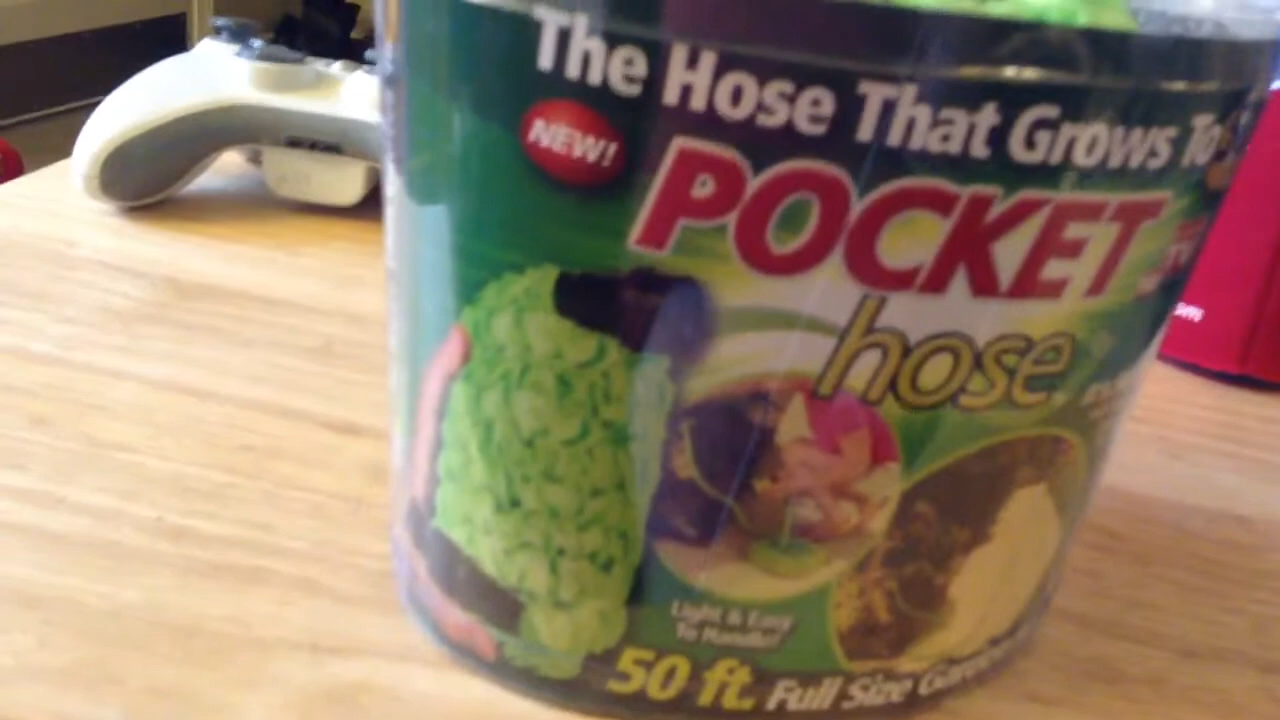 The Hose That Grows To
NEW!
POCKET
hose
Light & Easy
To Handle!
50 ft. Full Size